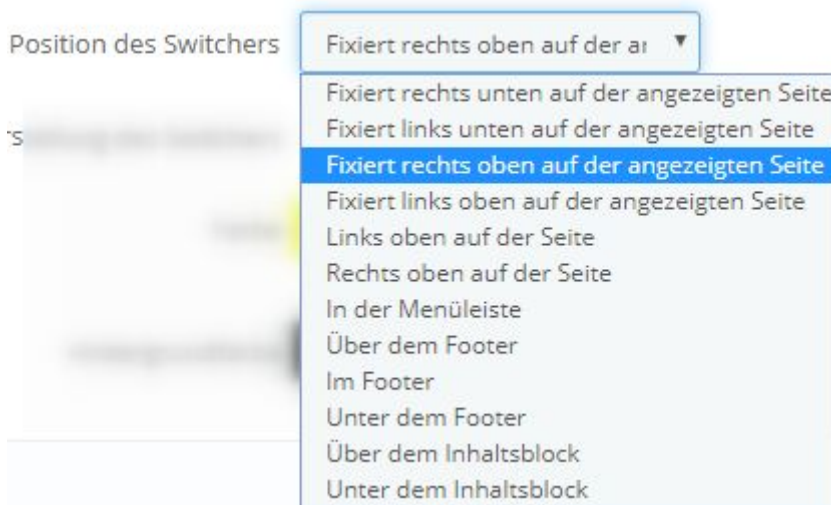 Position des Switchers
Fixiert rechts oben auf der
Fixiert rechts unten auf der angezeigten Seite
Fixiert links unten auf der angezeigten Seite
Fixiert rechts oben auf der angezeigten Seite
Fixiert links oben auf der angezeigten Seite
Links oben auf der Seite
Rechts oben auf der Seite
In der Menüleiste
Über dem Footer
Im Footer
Unter dem Footer
Über dem Inhaltsblock
Unter dem Inhaltsblock